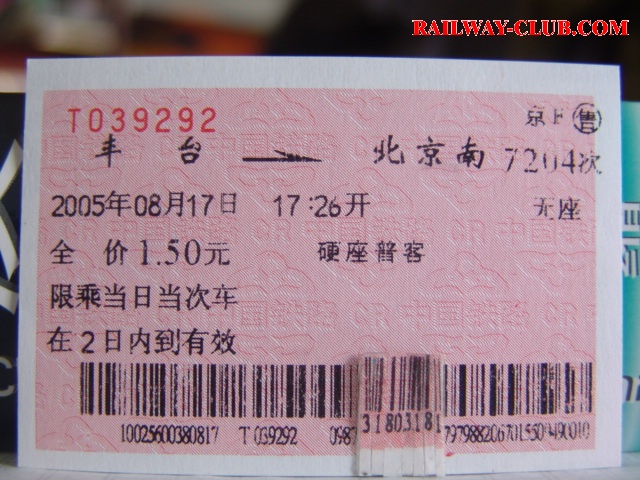 RAILWAY-CLUB.COM
T039292 京F 售
丰 台 → 北京南 7204次
2005年08月17日 17:26开 无座
全 价 1.50元 硬座普客
限乘当日当次车
在2日内到有效
31803181
10025600380817 T 039292